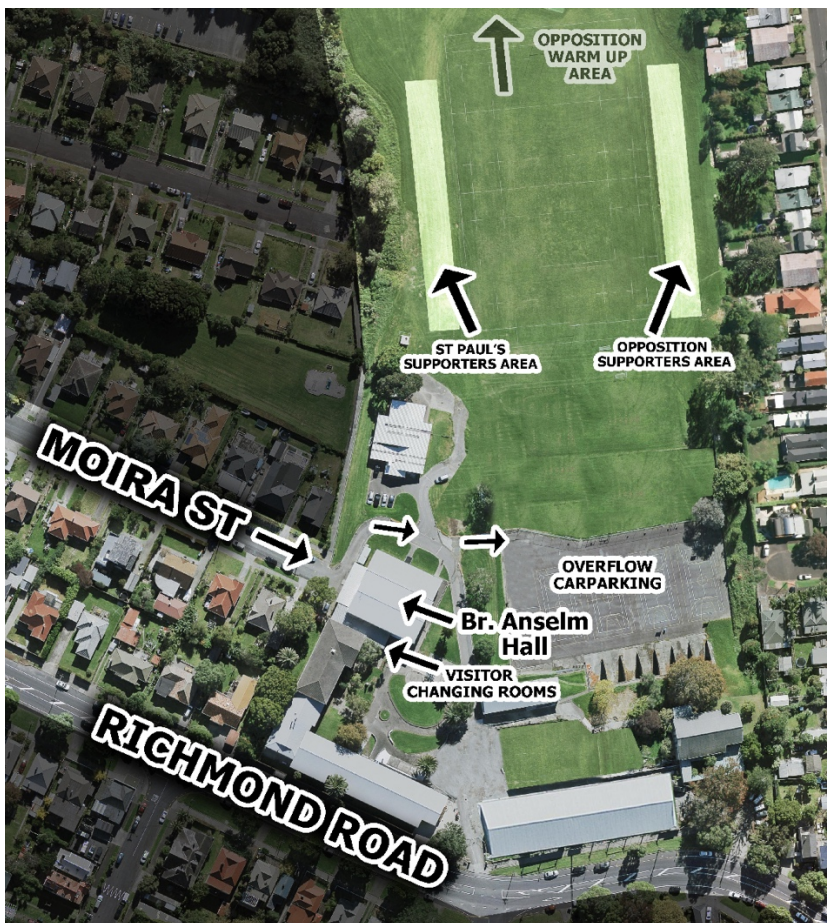 OPPOSITION
WARM UP
AREA
ST PAUL'S
SUPPORTERS AREA
OPPOSITION
SUPPORTERS AREA
MOIRA ST
OVERFLOW
CARPARKING
Br. Anselm
Hall
VISITOR
CHANGING ROOMS
RICHMOND ROAD